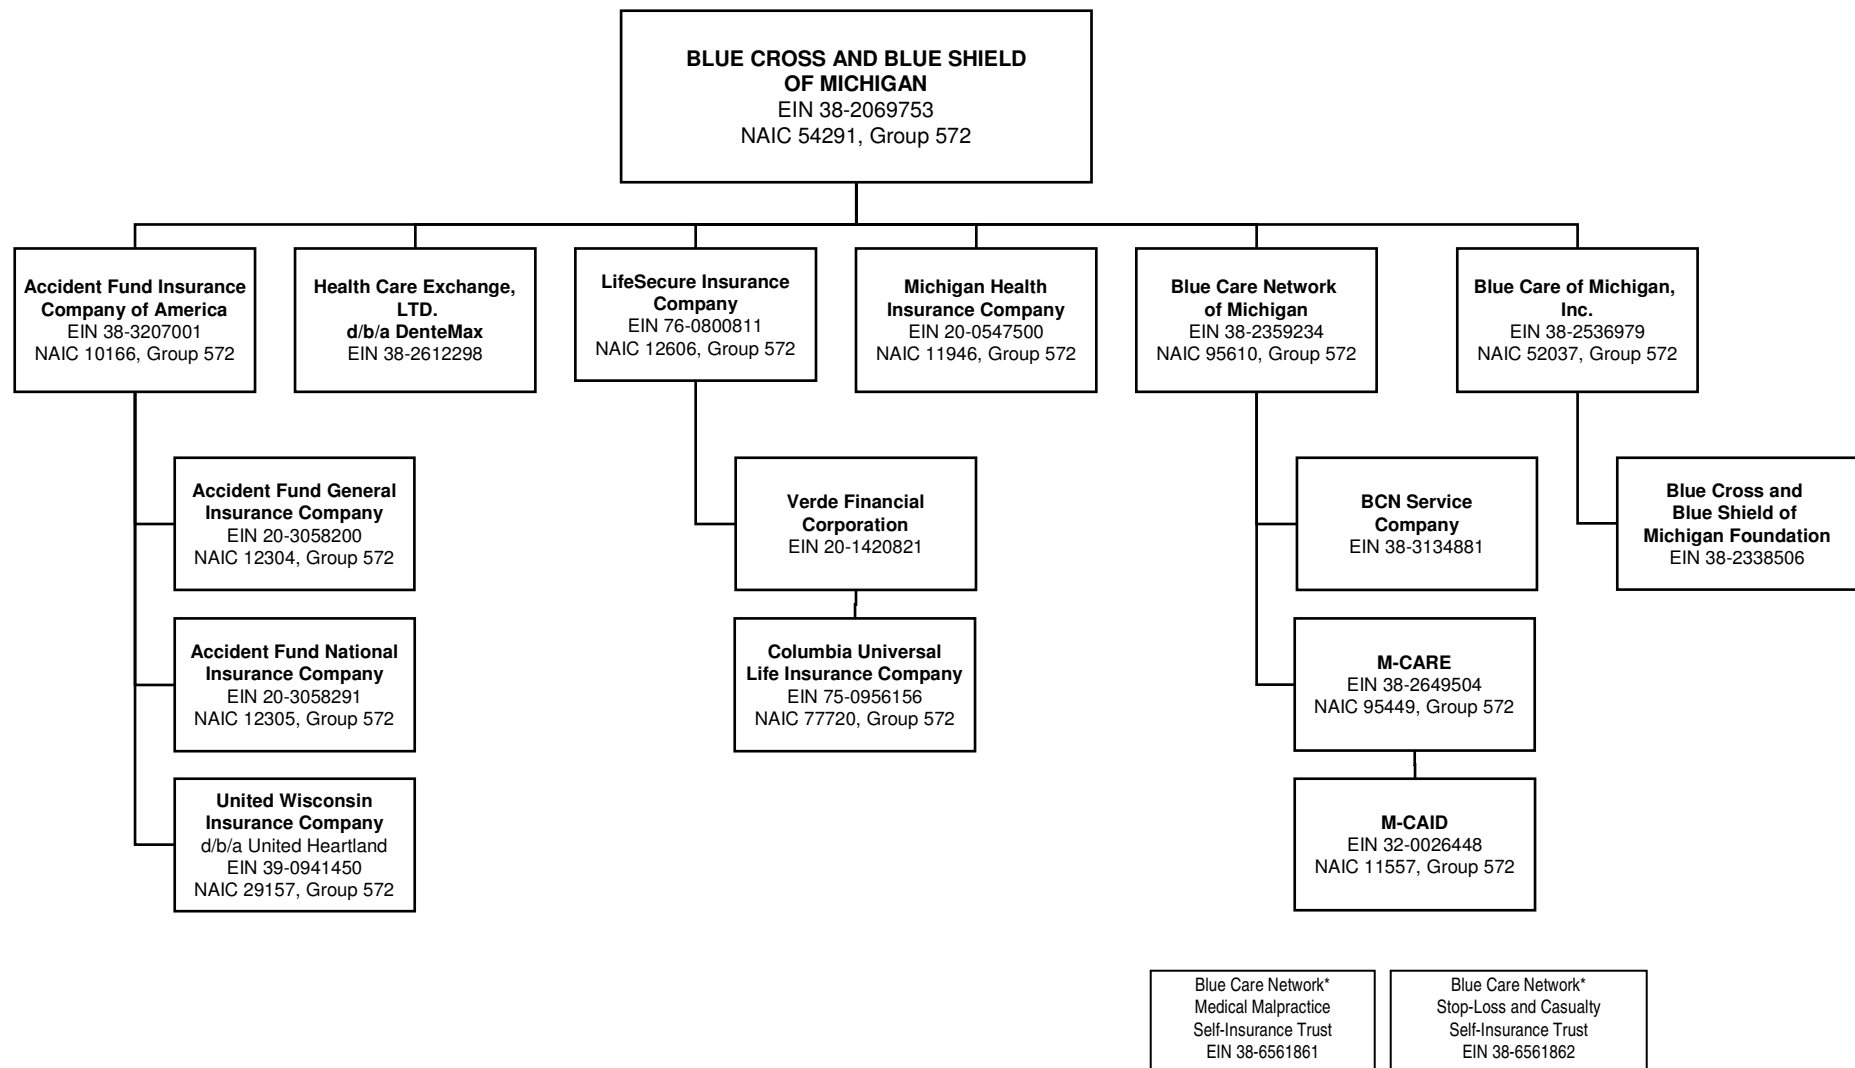 BLUE CROSS AND BLUE SHIELD
OF MICHIGAN
EIN 38-2069753
NAIC 54291, Group 572
Accident Fund Insurance
Company of America
EIN 38-3207001
NAIC 10166, Group 572
Health Care Exchange,
LTD.
d/b/a DenteMax
EIN 38-2612298
LifeSecure Insurance
Company
EIN 76-0800811
NAIC 12606, Group 572
Michigan Health
Insurance Company
EIN 20-0547500
NAIC 11946, Group 572
Blue Care Network
of Michigan
EIN 38-2359234
NAIC 95610, Group 572
Blue Care of Michigan,
Inc.
EIN 38-2536979
NAIC 52037, Group 572
Accident Fund General
Insurance Company
EIN 20-3058200
NAIC 12304, Group 572
Verde Financial
Corporation
EIN 20-1420821
BCN Service
Company
EIN 38-3134881
Blue Cross and
Blue Shield of
Michigan Foundation
EIN 38-2338506
Accident Fund National
Insurance Company
EIN 20-3058291
NAIC 12305, Group 572
Columbia Universal
Life Insurance Company
EIN 75-0956156
NAIC 77720, Group 572
M-CARE
EIN 38-2649504
NAIC 95449, Group 572
United Wisconsin
Insurance Company
d/b/a United Heartland
EIN 39-0941450
NAIC 29157, Group 572
M-CAID
EIN 32-0026448
NAIC 11557, Group 572
Blue Care Network*
Medical Malpractice
Self-Insurance Trust
EIN 38-6561861
Blue Care Network*
Stop-Loss and Casualty
Self-Insurance Trust
EIN 38-6561862